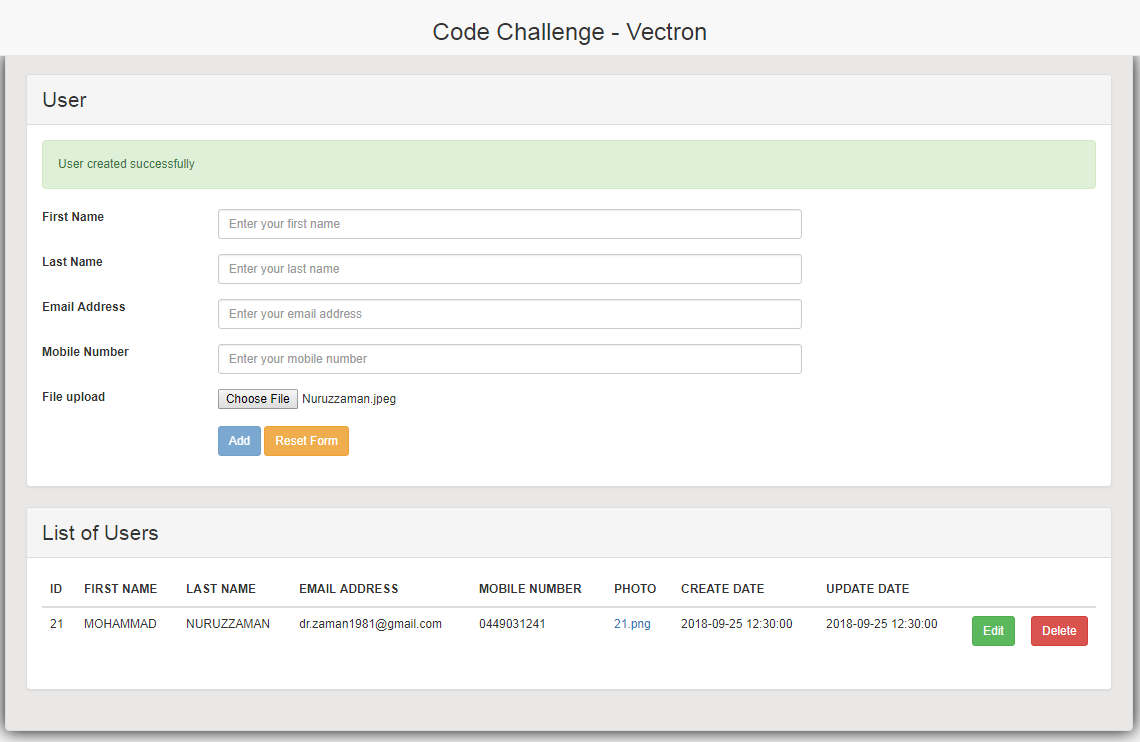 Code Challenge - Vectron
User
User created successfully
First Name Enter your first name
Last Name Enter your last name
Email Address Enter your email address
Mobile Number Enter your mobile number
File upload Choose File Nuruzzaman.jpeg
Add Reset Form
List of Users
ID FIRST NAME LAST NAME EMAIL ADDRESS MOBILE NUMBER PHOTO CREATE DATE UPDATE DATE
21 MOHAMMAD NURUZZAMAN dr.zaman1981@gmail.com 0449031241 21.png 2018-09-25 12:30:00 2018-09-25 12:30:00 Edit Delete